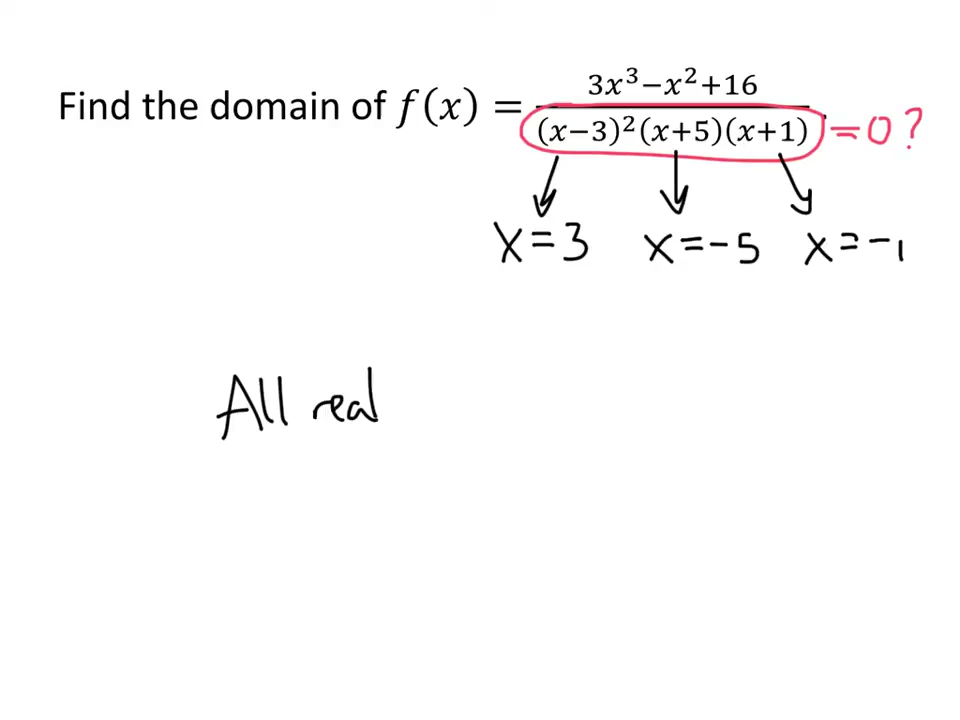 Find the domain of f(x) = (3x³−x²+16)/((x−3)²(x+5)(x+1)).
=0?
x=3 x=-5 x=-1
All real